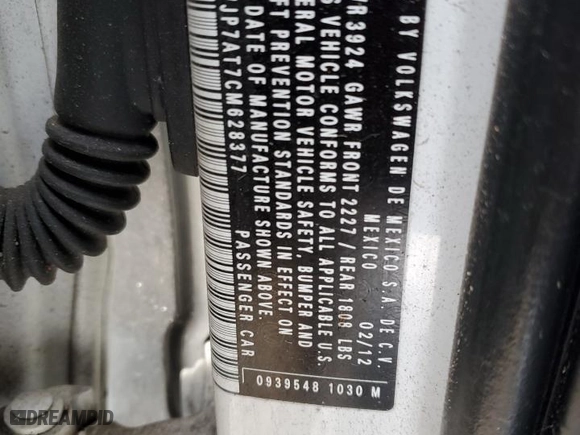 BY VOLKSWAGEN DE MEXICO S.A. DE C.V.
MEXICO 02/12
3924 GAWR FRONT 2227 / REAR 1808 LBS
VEHICLE CONFORMS TO ALL APPLICABLE U.S.
ERAL MOTOR VEHICLE SAFETY, BUMPER AND
FT PREVENTION STANDARDS IN EFFECT ON
DATE OF MANUFACTURE SHOWN ABOVE.
JP7AT7CM628377 PASSENGER CAR
0939548 1030 M
DREAMBID